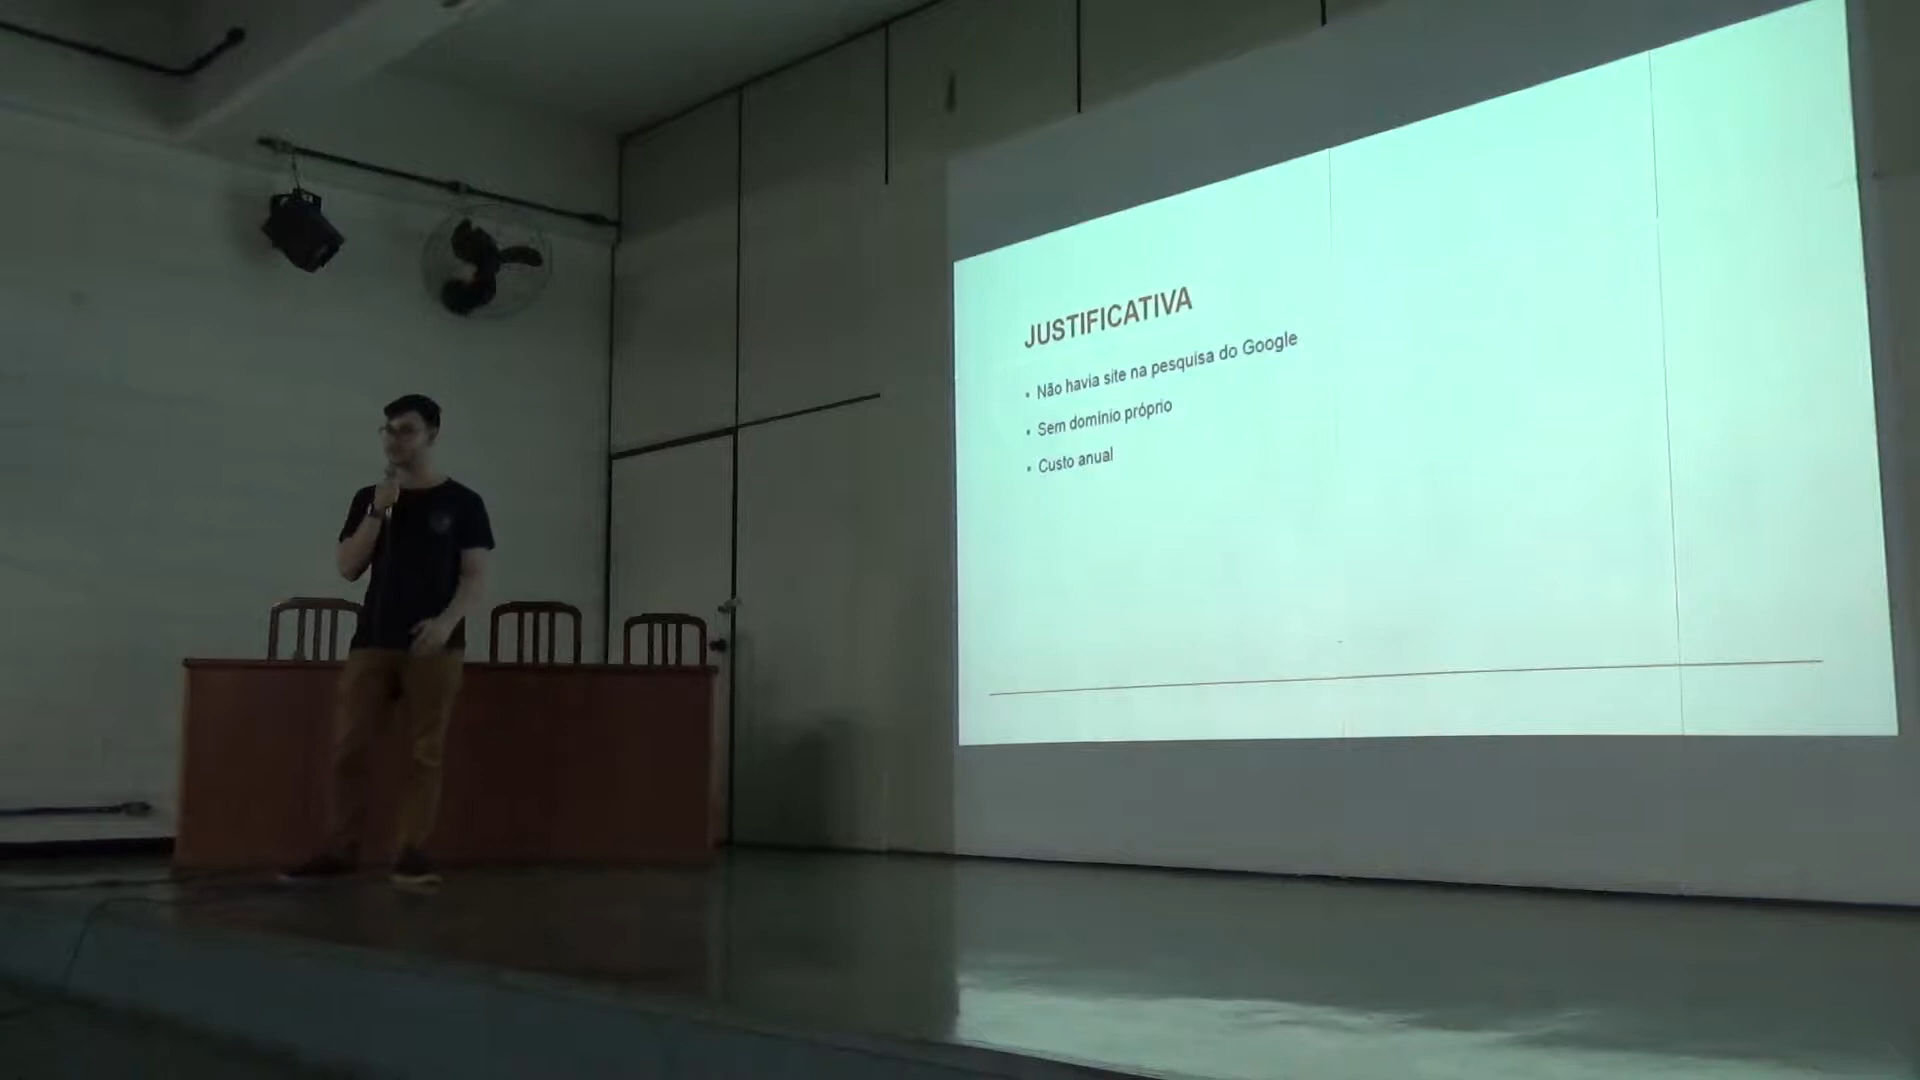 JUSTIFICATIVA
• Não havia site na pesquisa do Google
• Sem domínio próprio
• Custo anual